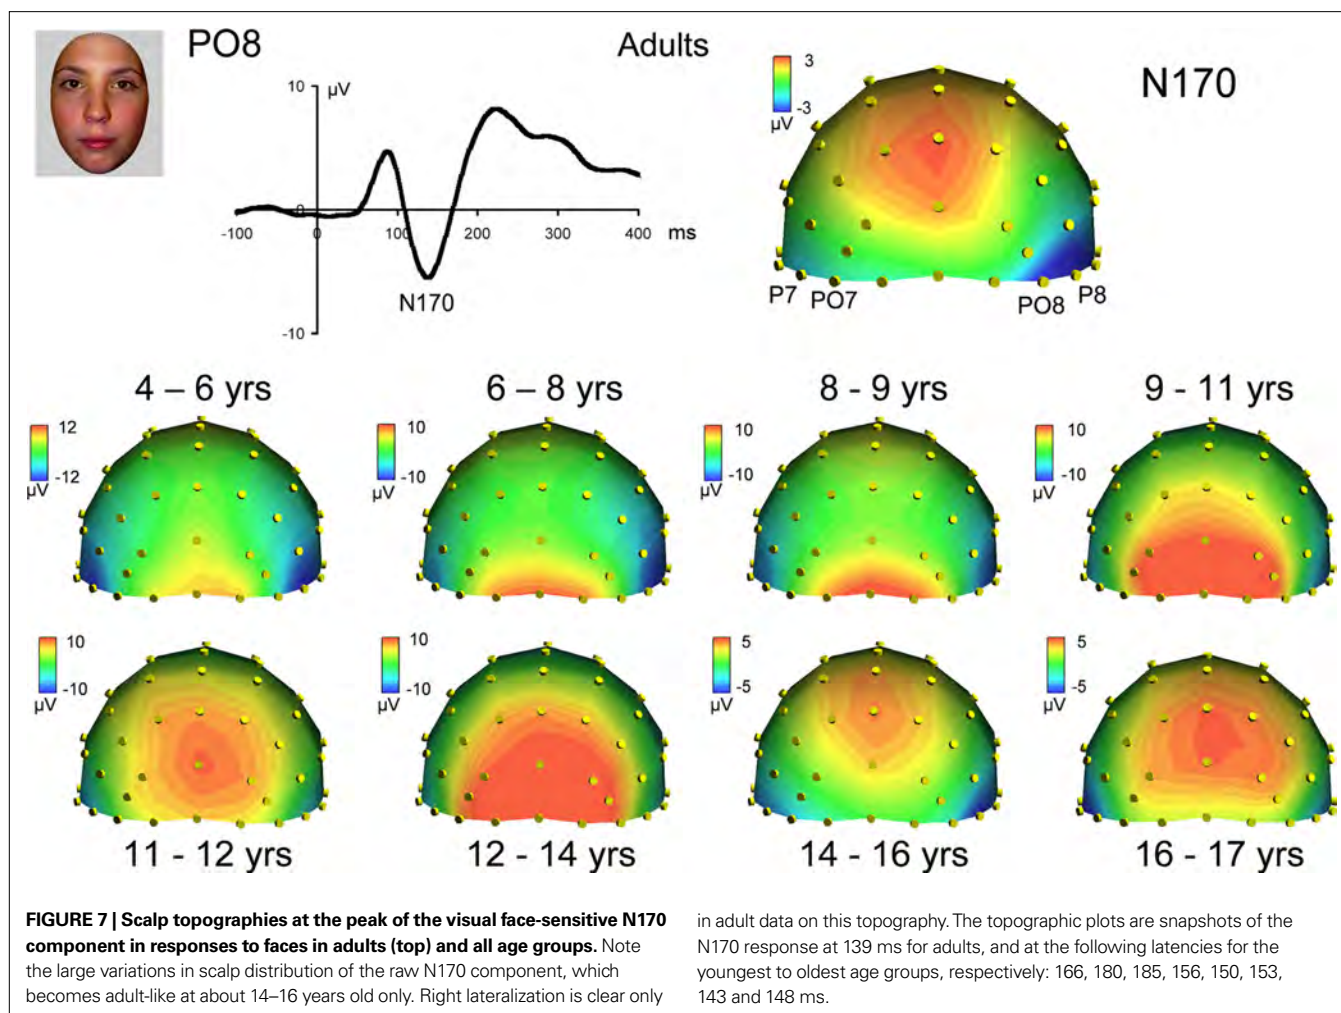 PO8
Adults
N170
10
µV
0
-100
0
100
200
300
400
ms
N170
-10
3
-3
µV
P7
PO7
PO8
P8
4 – 6 yrs
6 – 8 yrs
8 - 9 yrs
9 - 11 yrs
12
-12
µV
10
-10
µV
10
-10
µV
10
-10
µV
10
-10
µV
10
-10
µV
5
-5
µV
5
-5
µV
11 - 12 yrs
12 - 14 yrs
14 - 16 yrs
16 - 17 yrs
FIGURE 7 | Scalp topographies at the peak of the visual face-sensitive N170
component in responses to faces in adults (top) and all age groups. Note
the large variations in scalp distribution of the raw N170 component, which
becomes adult-like at about 14–16 years old only. Right lateralization is clear only
in adult data on this topography. The topographic plots are snapshots of the
N170 response at 139 ms for adults, and at the following latencies for the
youngest to oldest age groups, respectively: 166, 180, 185, 156, 150, 153,
143 and 148 ms.